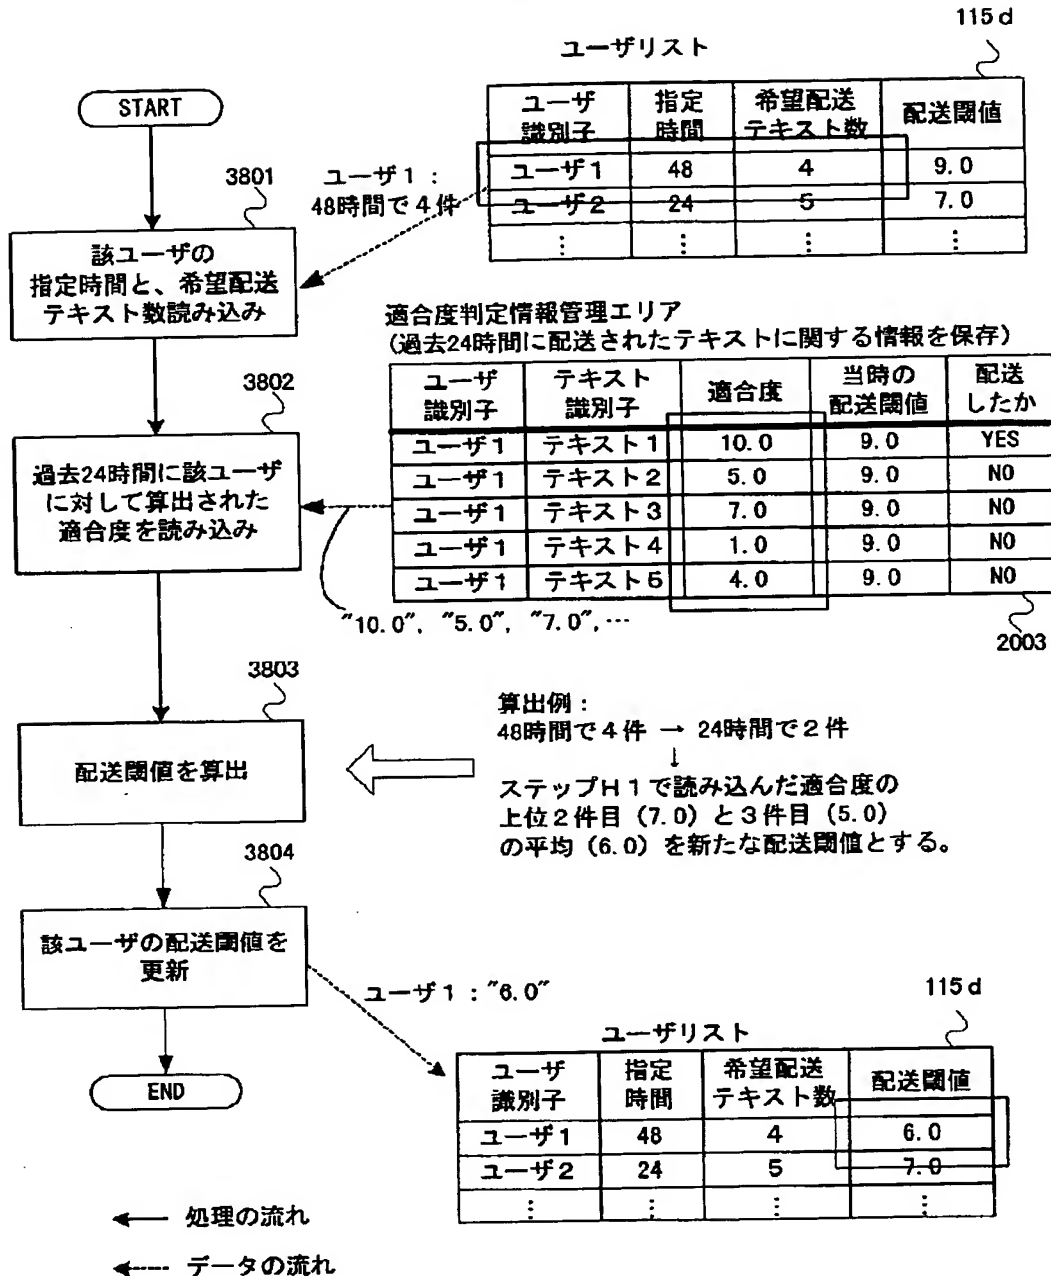 115d
ユーザリスト
START
ユーザ 識別子 指定 時間 希望配送 テキスト数 配送閾値
ユーザ1 48 4 9.0
ユーザ2 24 5 7.0
⋮ ⋮ ⋮ ⋮
3801
ユーザ1：
48時間で4件
該ユーザの
指定時間と、希望配送
テキスト数読み込み
適合度判定情報管理エリア
(過去24時間に配送されたテキストに関する情報を保存)
ユーザ 識別子 テキスト 識別子 適合度 当時の 配送閾値 配送 したか
ユーザ1 テキスト1 10.0 9.0 YES
ユーザ1 テキスト2 5.0 9.0 NO
ユーザ1 テキスト3 7.0 9.0 NO
ユーザ1 テキスト4 1.0 9.0 NO
ユーザ1 テキスト5 4.0 9.0 NO
2003
3802
過去24時間に該ユーザ
に対して算出された
適合度を読み込み
"10.0", "5.0", "7.0",…
3803
配送閾値を算出
算出例：
48時間で4件 → 24時間で2件
↓
ステップH1で読み込んだ適合度の
上位2件目(7.0)と3件目(5.0)
の平均(6.0)を新たな配送閾値とする。
3804
該ユーザの配送閾値を
更新
ユーザ1："6.0"
END
115d
ユーザリスト
ユーザ 識別子 指定 時間 希望配送 テキスト数 配送閾値
ユーザ1 48 4 6.0
ユーザ2 24 5 7.0
⋮ ⋮ ⋮ ⋮
処理の流れ
データの流れ